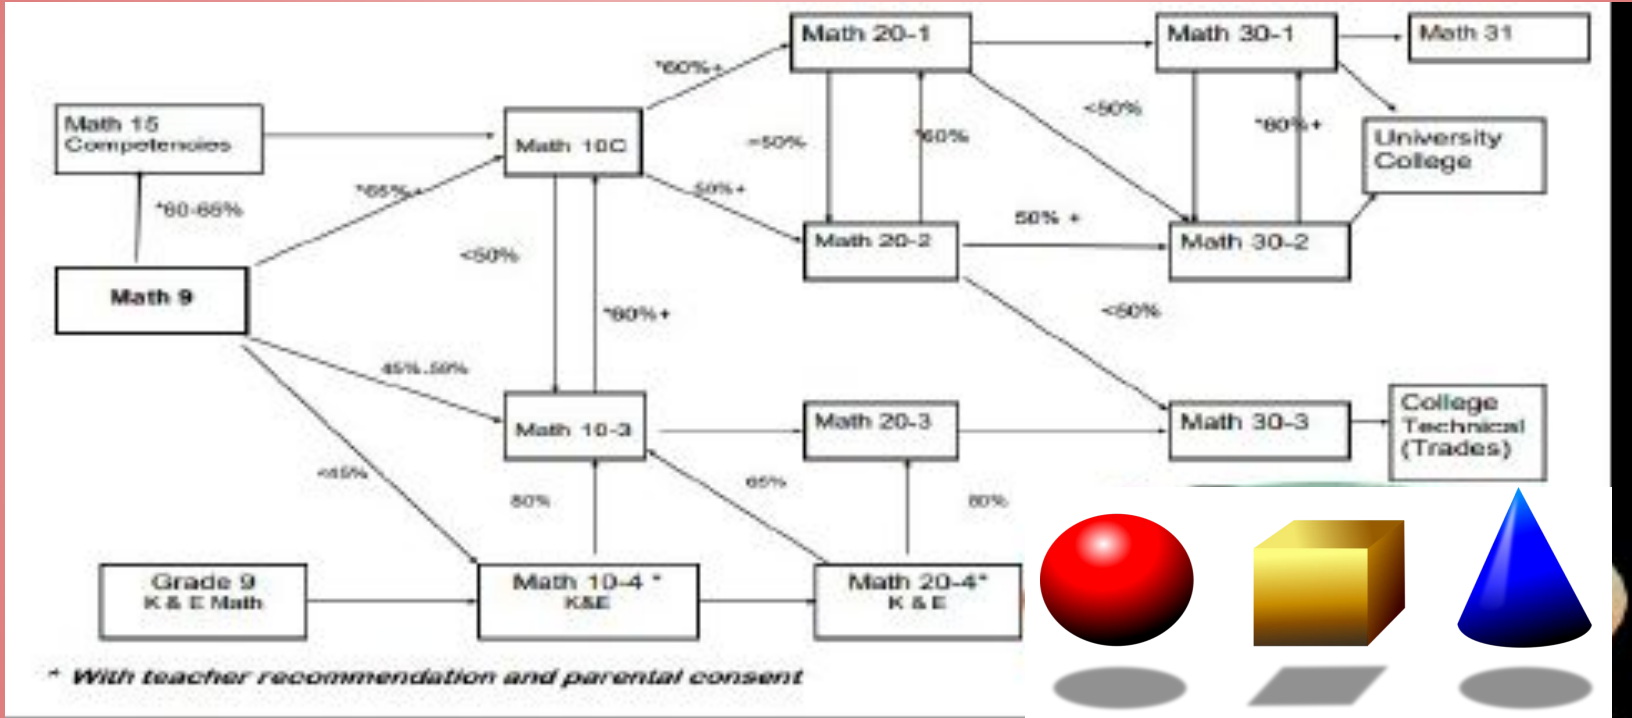 Math 20-1
Math 30-1
Math 31
*60%+
<50%
*60%+
Math 15
Competencies
Math 10C
=50%
*60%
University
College
*65%+
50%+
*60-65%
50% +
Math 20-2
Math 30-2
<50%
Math 9
*60%+
<50%
45%-59%
College
Technical
(Trades)
Math 10-3
Math 20-3
Math 30-3
<45%
80%
65%
80%
Grade 9
K & E Math
Math 10-4 *
K&E
Math 20-4*
K & E
* With teacher recommendation and parental consent